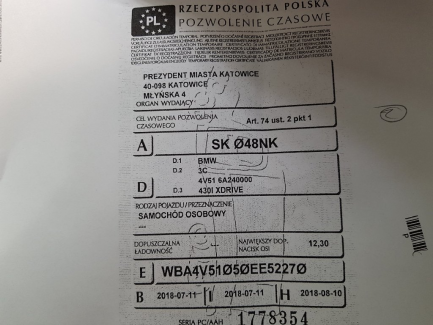 RZECZPOSPOLITA POLSKA
PL
POZWOLENIE CZASOWE
PREZYDENT MIASTA KATOWICE
40-098 KATOWICE
MŁYŃSKA 4
ORGAN WYDAJĄCY
CEL WYDANIA POZWOLENIA
CZASOWEGO
Art. 74 ust. 2 pkt 1
A SK Ø48NK
D.1 BMW
D.2 3C
4V51 6A240000
D
D.3 430I XDRIVE
RODZAJ POJAZDU / PRZEZNACZENIE
SAMOCHÓD OSOBOWY
---
DOPUSZCZALNA
ŁADOWNOŚĆ
NAJWIĘKSZY DOP.
NACISK OSI
12,30
E WBA4V51Ø5ØEE5227Ø
B 2018-07-11 I 2018-07-11 H 2018-08-10
SERIA PC/AAH 1778354
P